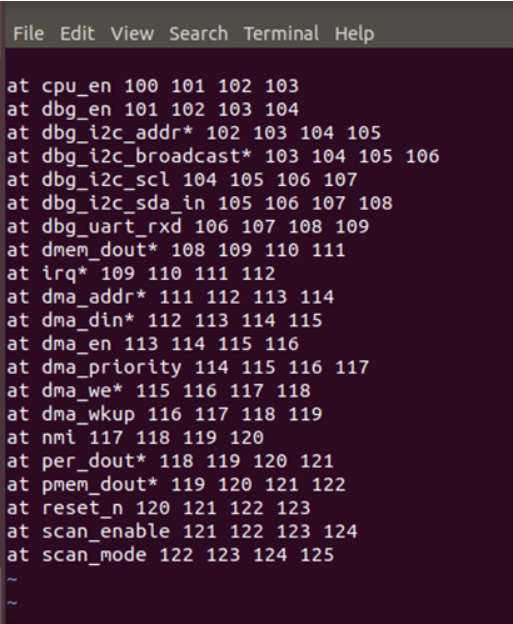 File Edit View Search Terminal Help
at cpu_en 100 101 102 103
at dbg_en 101 102 103 104
at dbg_i2c_addr* 102 103 104 105
at dbg_i2c_broadcast* 103 104 105 106
at dbg_i2c_scl 104 105 106 107
at dbg_i2c_sda_in 105 106 107 108
at dbg_uart_rxd 106 107 108 109
at dmem_dout* 108 109 110 111
at irq* 109 110 111 112
at dma_addr* 111 112 113 114
at dma_din* 112 113 114 115
at dma_en 113 114 115 116
at dma_priority 114 115 116 117
at dma_we* 115 116 117 118
at dma_wkup 116 117 118 119
at nmi 117 118 119 120
at per_dout* 118 119 120 121
at pmem_dout* 119 120 121 122
at reset_n 120 121 122 123
at scan_enable 121 122 123 124
at scan_mode 122 123 124 125
~
~